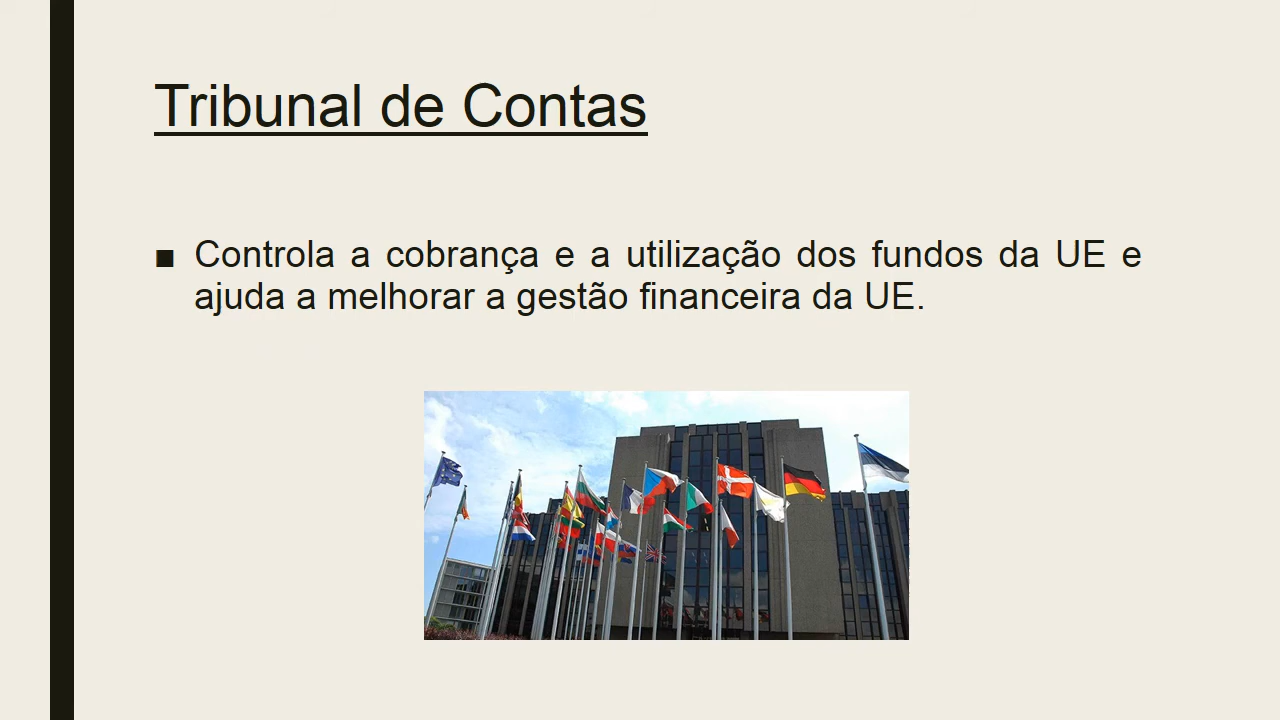 Tribunal de Contas
■ Controla a cobrança e a utilização dos fundos da UE e
ajuda a melhorar a gestão financeira da UE.